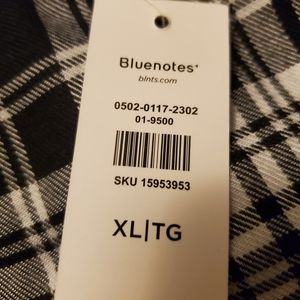 Bluenotes
blnts.com
0502-0117-2302
01-9500
SKU 15953953
XL|TG